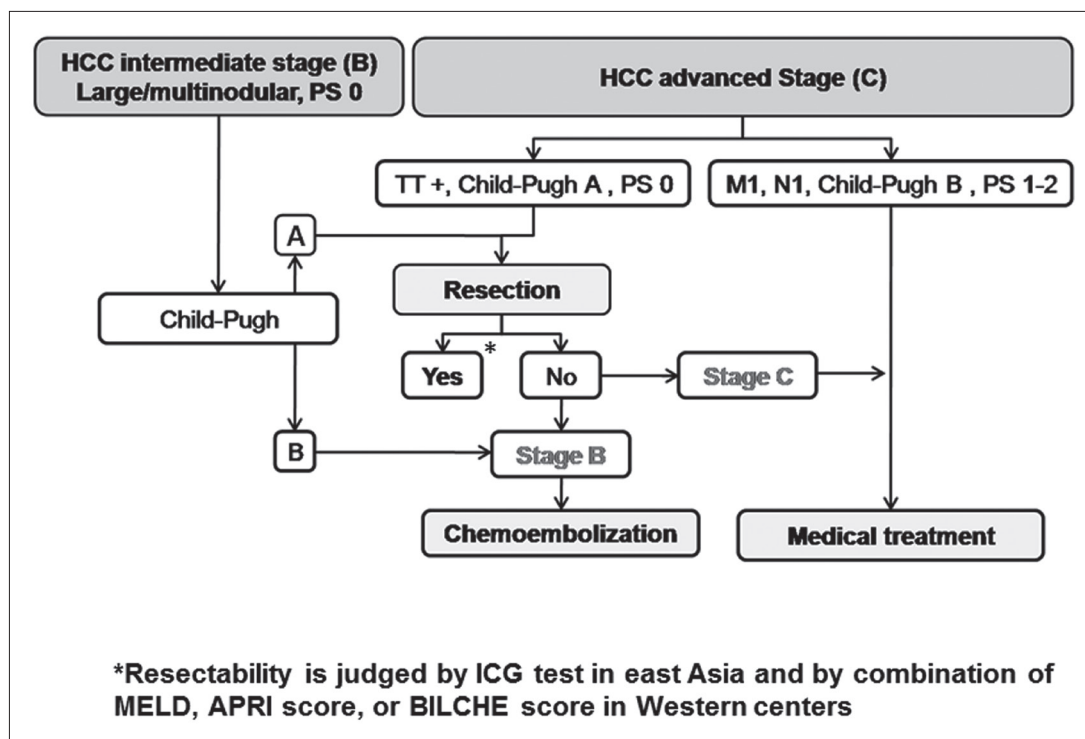 HCC intermediate stage (B)
Large/multinodular, PS 0
HCC advanced Stage (C)
TT +, Child-Pugh A , PS 0
M1, N1, Child-Pugh B , PS 1-2
A
Resection
Child-Pugh
Yes
*
No
Stage C
B
Stage B
Chemoembolization
Medical treatment
*Resectability is judged by ICG test in east Asia and by combination of
MELD, APRI score, or BILCHE score in Western centers